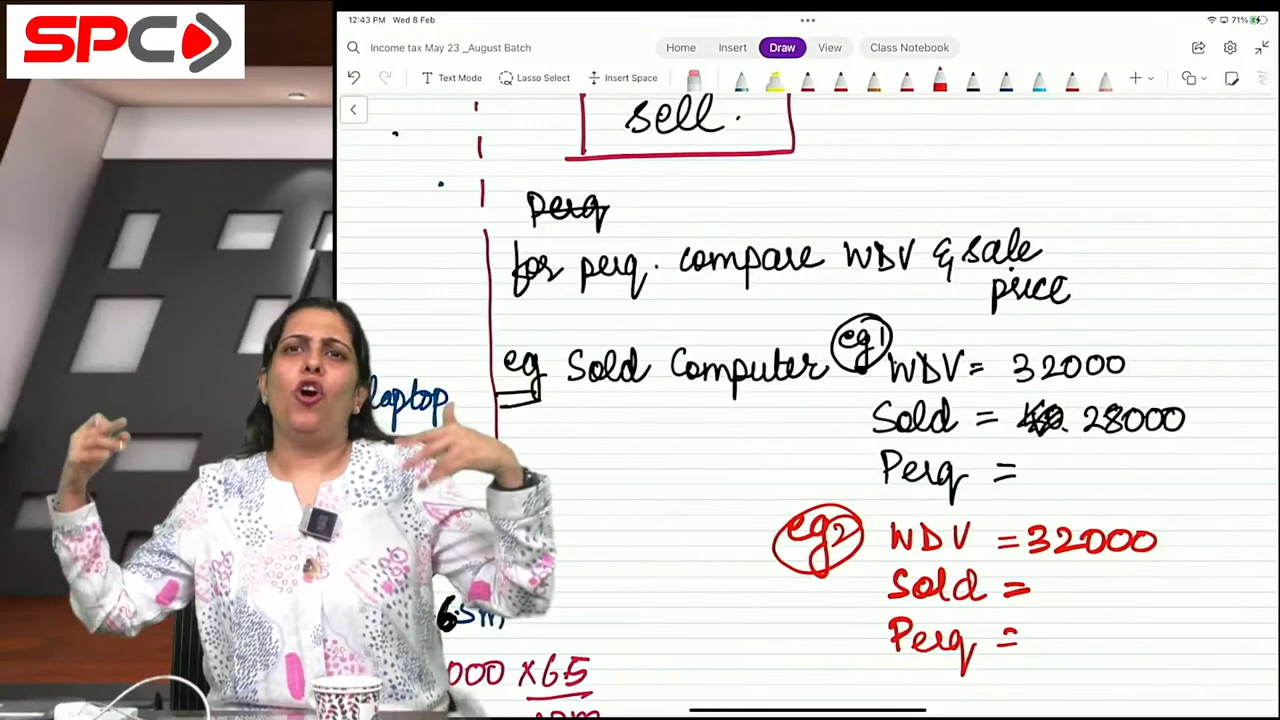 SPC
12:43 PM Wed 8 Feb
71%
Income tax May 23 _August Batch
Home Insert Draw View Class Notebook
Text Mode Lasso Select Insert Space
sell.
perq
for perq. compare WDV & sale price
eg Sold Computer
eg1 WDV = 32000
Sold = 28000
Perq =
laptop
eg2 WDV = 32000
Sold =
Perq =
000 × 65